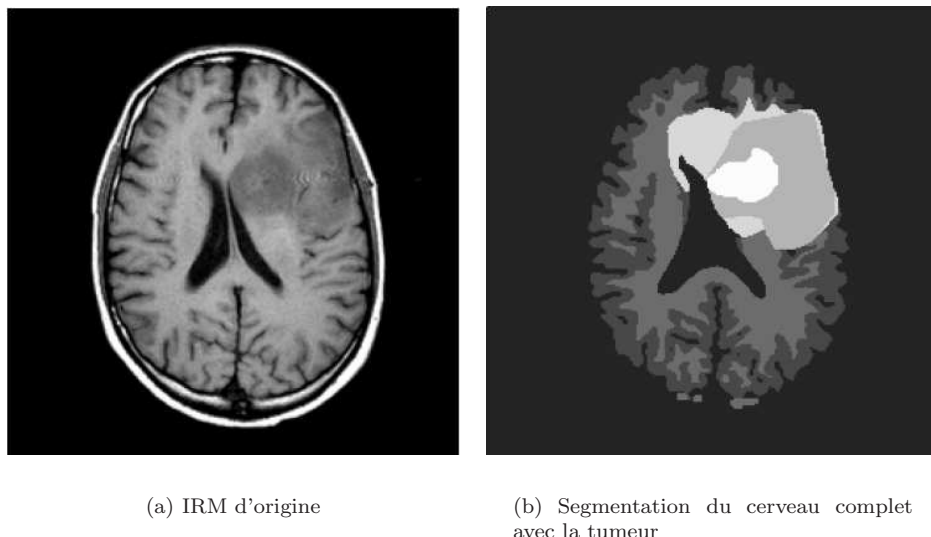 (a) IRM d'origine
(b) Segmentation du cerveau complet
avec la tumeur